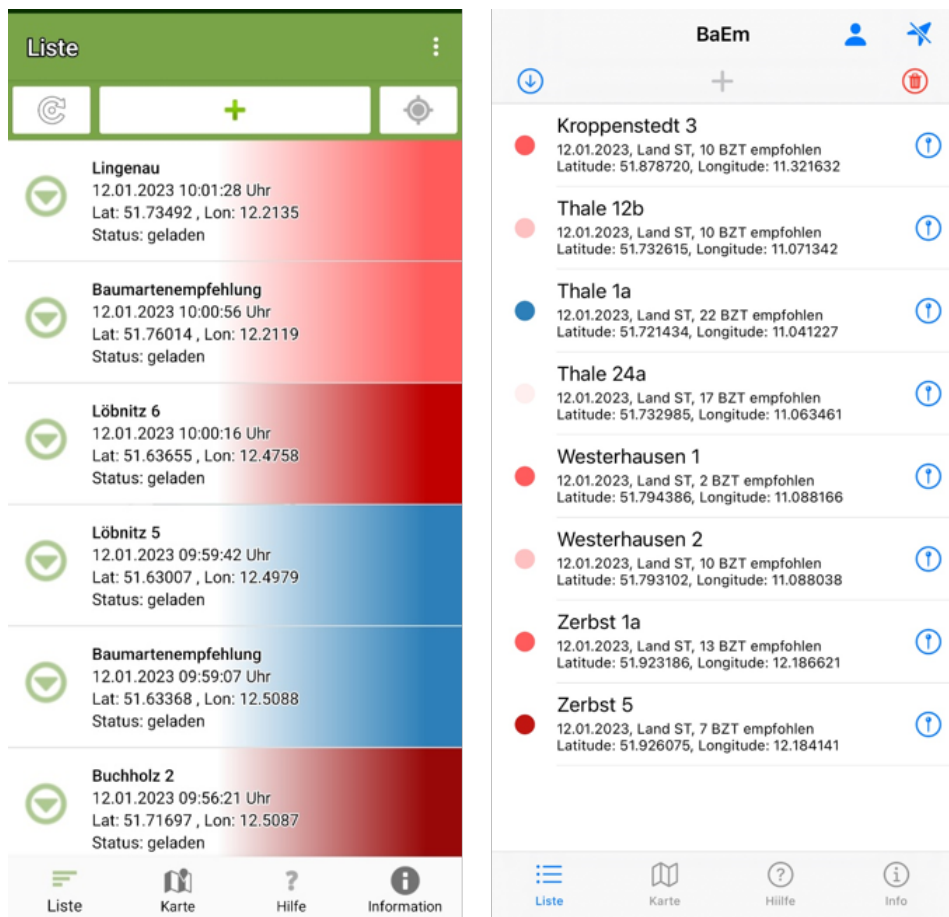 Liste
Lingenau
12.01.2023 10:01:28 Uhr
Lat: 51.73492 , Lon: 12.2135
Status: geladen
Baumartenempfehlung
12.01.2023 10:00:56 Uhr
Lat: 51.76014 , Lon: 12.2119
Status: geladen
Löbnitz 6
12.01.2023 10:00:16 Uhr
Lat: 51.63655 , Lon: 12.4758
Status: geladen
Löbnitz 5
12.01.2023 09:59:42 Uhr
Lat: 51.63007 , Lon: 12.4979
Status: geladen
Baumartenempfehlung
12.01.2023 09:59:07 Uhr
Lat: 51.63368 , Lon: 12.5088
Status: geladen
Buchholz 2
12.01.2023 09:56:21 Uhr
Lat: 51.71697 , Lon: 12.5087
Status: geladen
Liste Karte Hilfe Information
BaEm
Kroppenstedt 3
12.01.2023, Land ST, 10 BZT empfohlen
Latitude: 51.878720, Longitude: 11.321632
Thale 12b
12.01.2023, Land ST, 10 BZT empfohlen
Latitude: 51.732615, Longitude: 11.071342
Thale 1a
12.01.2023, Land ST, 22 BZT empfohlen
Latitude: 51.721434, Longitude: 11.041227
Thale 24a
12.01.2023, Land ST, 17 BZT empfohlen
Latitude: 51.732985, Longitude: 11.063461
Westerhausen 1
12.01.2023, Land ST, 2 BZT empfohlen
Latitude: 51.794386, Longitude: 11.088166
Westerhausen 2
12.01.2023, Land ST, 10 BZT empfohlen
Latitude: 51.793102, Longitude: 11.088038
Zerbst 1a
12.01.2023, Land ST, 13 BZT empfohlen
Latitude: 51.923186, Longitude: 12.186621
Zerbst 5
12.01.2023, Land ST, 7 BZT empfohlen
Latitude: 51.926075, Longitude: 12.184141
Liste Karte Hiilfe Info